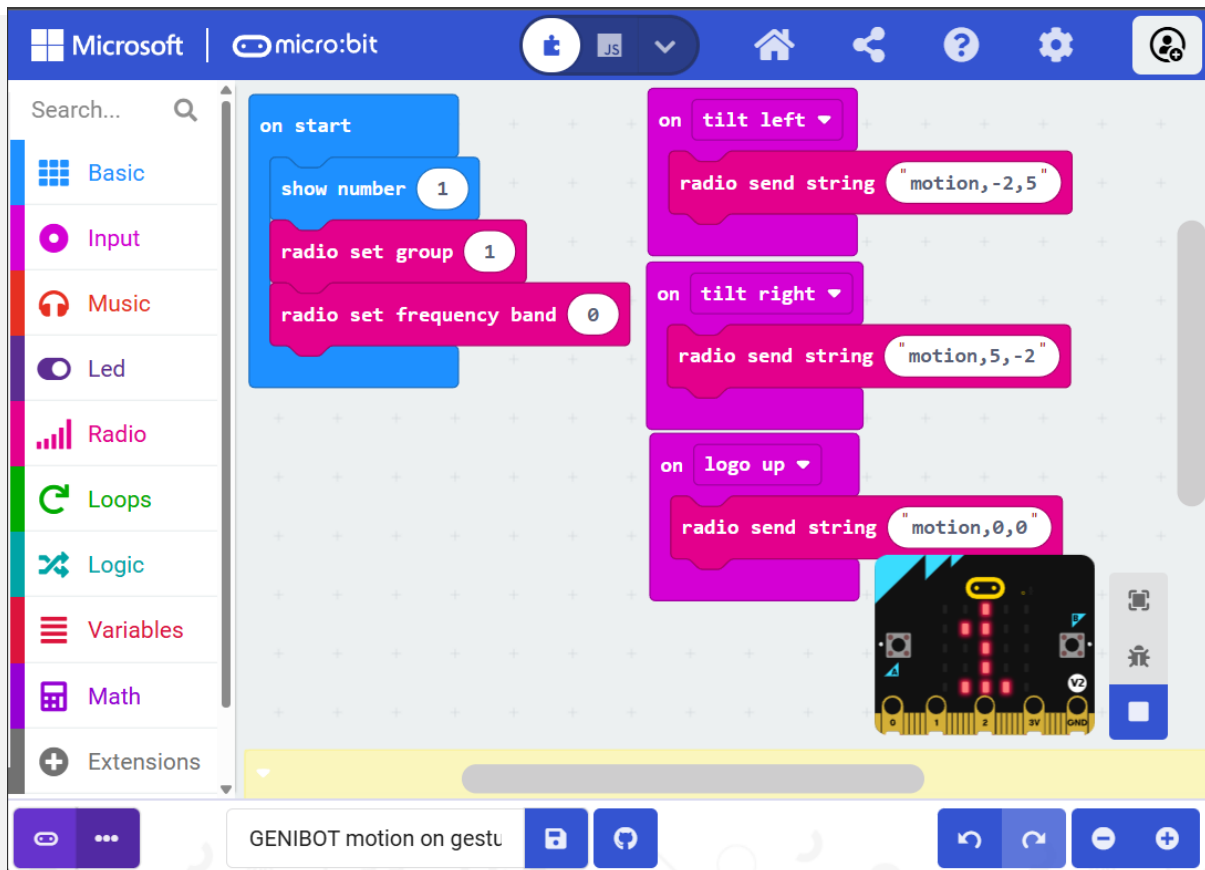 Microsoft micro:bit JS
Search...
Basic
Input
Music
Led
Radio
Loops
Logic
Variables
Math
Extensions
on start
show number 1
radio set group 1
radio set frequency band 0
on tilt left
radio send string "motion,-2,5"
on tilt right
radio send string "motion,5,-2"
on logo up
radio send string "motion,0,0"
B
A
V2
0 1 2 3V GND
GENIBOT motion on gestu